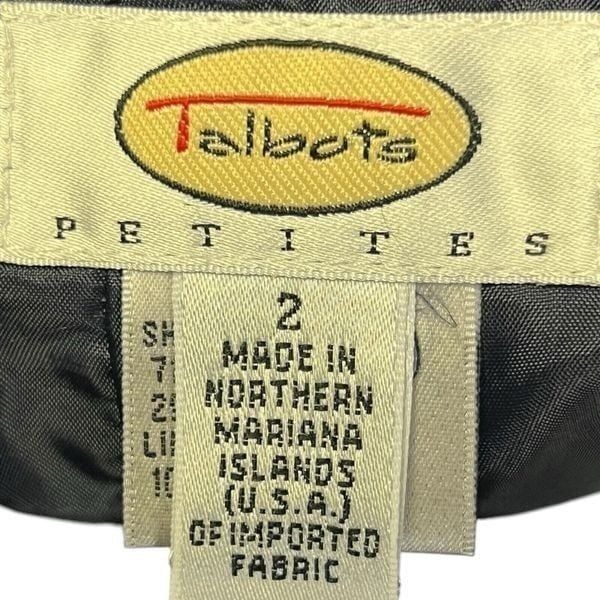 Talbots
PETITES
2
MADE IN
NORTHERN
MARIANA
ISLANDS
(U.S.A.)
OF IMPORTED
FABRIC